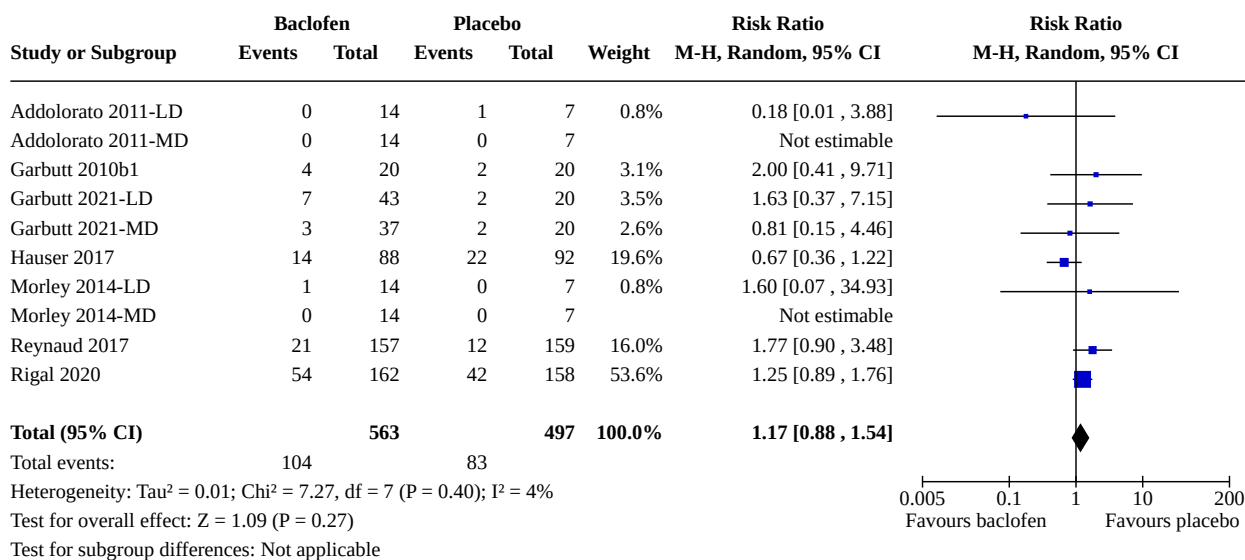 Baclofen Placebo Risk Ratio Risk Ratio
Study or Subgroup Events Total Events Total Weight M-H, Random, 95% CI M-H, Random, 95% CI
Addolorato 2011-LD 0 14 1 7 0.8% 0.18 [0.01 , 3.88]
Addolorato 2011-MD 0 14 0 7 Not estimable
Garbutt 2010b1 4 20 2 20 3.1% 2.00 [0.41 , 9.71]
Garbutt 2021-LD 7 43 2 20 3.5% 1.63 [0.37 , 7.15]
Garbutt 2021-MD 3 37 2 20 2.6% 0.81 [0.15 , 4.46]
Hauser 2017 14 88 22 92 19.6% 0.67 [0.36 , 1.22]
Morley 2014-LD 1 14 0 7 0.8% 1.60 [0.07 , 34.93]
Morley 2014-MD 0 14 0 7 Not estimable
Reynaud 2017 21 157 12 159 16.0% 1.77 [0.90 , 3.48]
Rigal 2020 54 162 42 158 53.6% 1.25 [0.89 , 1.76]
Total (95% CI) 563 497 100.0% 1.17 [0.88 , 1.54]
Total events: 104 83
Heterogeneity: Tau² = 0.01; Chi² = 7.27, df = 7 (P = 0.40); I² = 4%
Test for overall effect: Z = 1.09 (P = 0.27)
Test for subgroup differences: Not applicable
0.005 0.1 1 10 200
Favours baclofen Favours placebo